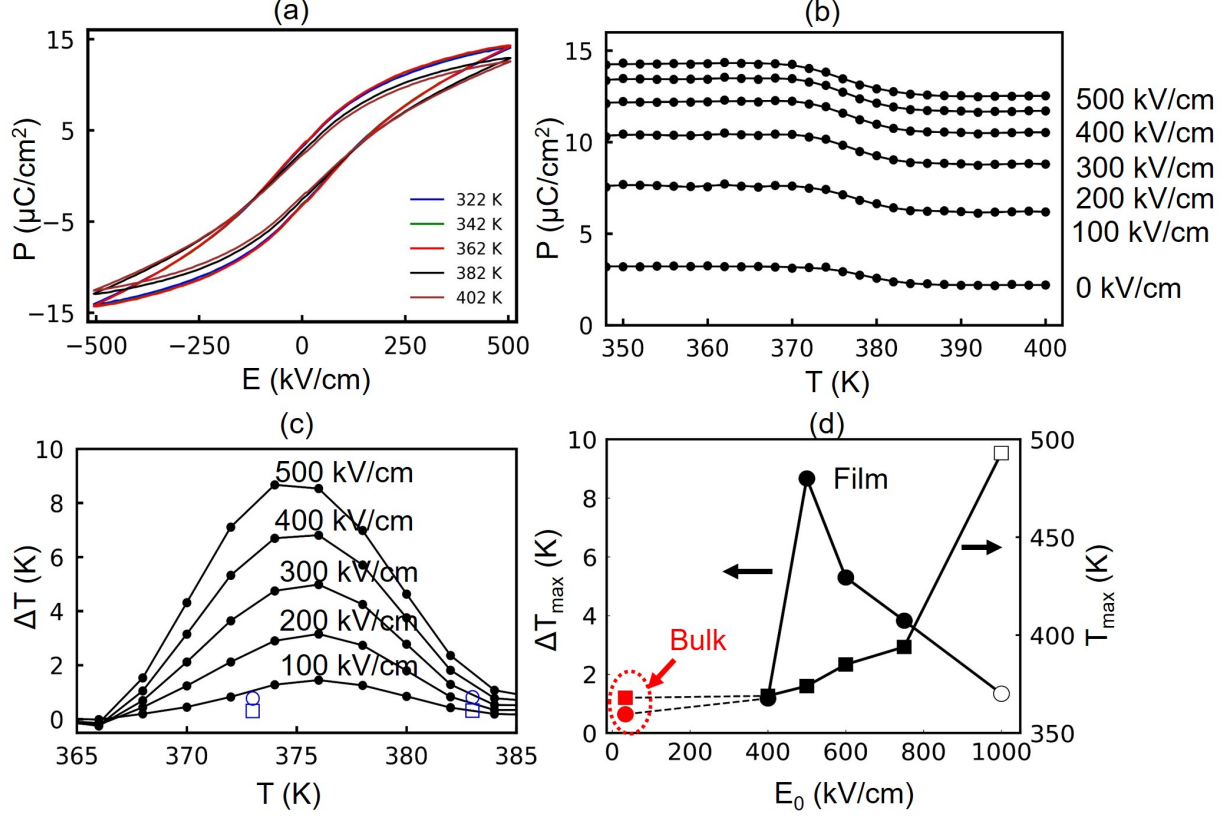 (a)
15
5
−5
−15
P (μC/cm²)
322 K
342 K
362 K
382 K
402 K
−500 −250 0 250 500
E (kV/cm)
(b)
15
10
5
0
P (μC/cm²)
500 kV/cm
400 kV/cm
300 kV/cm
200 kV/cm
100 kV/cm
0 kV/cm
350 360 370 380 390 400
T (K)
(c)
10
8
6
4
2
0
ΔT (K)
500 kV/cm
400 kV/cm
300 kV/cm
200 kV/cm
100 kV/cm
365 370 375 380 385
T (K)
(d)
10
8
6
4
2
0
ΔTmax (K)
Film
Bulk
500
450
400
350
Tmax (K)
0 200 400 600 800 1000
E₀ (kV/cm)